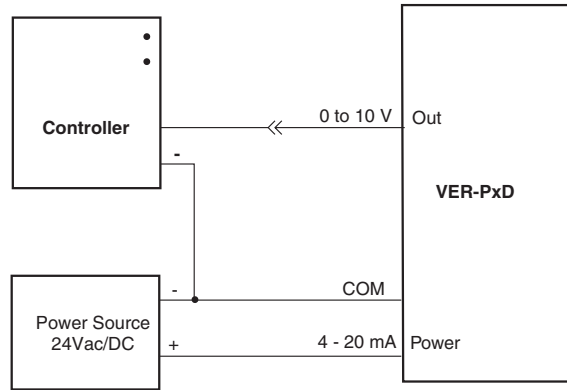 Controller
-
0 to 10 V
Out
VER-PxD
-
COM
Power Source
24Vac/DC
+
4 - 20 mA
Power